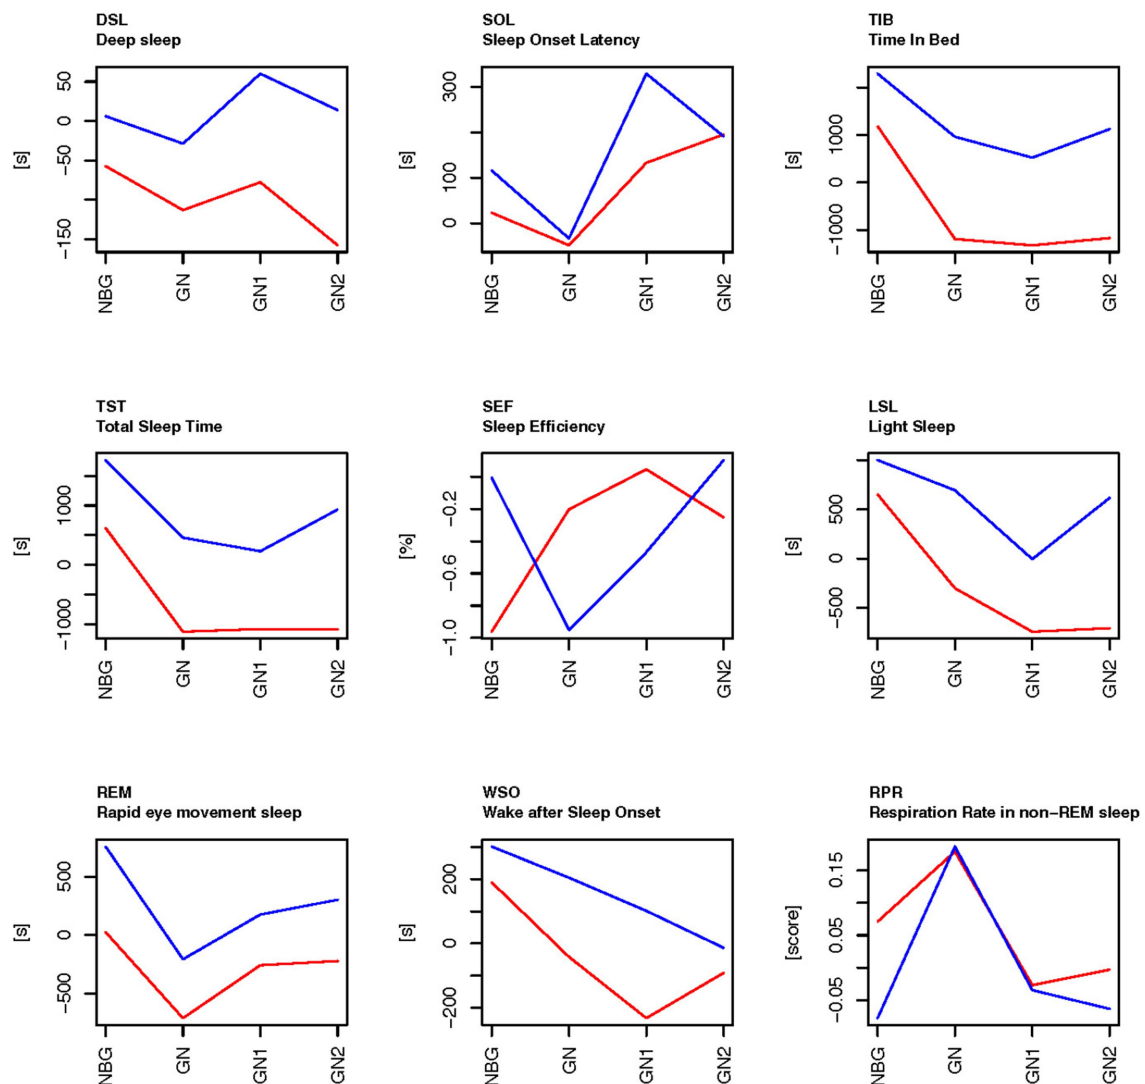 DSL
Deep sleep
[s]
50
0
−50
−150
NBG
GN
GN1
GN2
SOL
Sleep Onset Latency
[s]
300
100
0
NBG
GN
GN1
GN2
TIB
Time In Bed
[s]
1000
0
−1000
NBG
GN
GN1
GN2
TST
Total Sleep Time
[s]
1000
0
−1000
NBG
GN
GN1
GN2
SEF
Sleep Efficiency
[%]
−0.2
−0.6
−1.0
NBG
GN
GN1
GN2
LSL
Light Sleep
[s]
500
0
−500
NBG
GN
GN1
GN2
REM
Rapid eye movement sleep
[s]
500
0
−500
NBG
GN
GN1
GN2
WSO
Wake after Sleep Onset
[s]
200
0
−200
NBG
GN
GN1
GN2
RPR
Respiration Rate in non−REM sleep
[score]
0.15
0.05
−0.05
NBG
GN
GN1
GN2